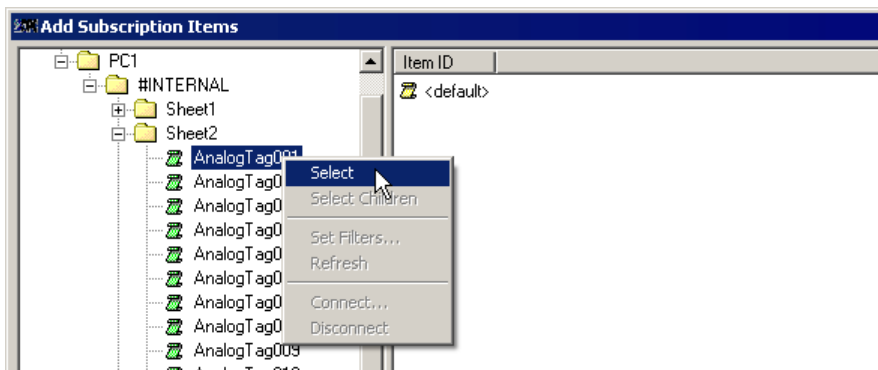 Add Subscription Items
PC1
#INTERNAL
Sheet1
Sheet2
AnalogTag001
AnalogTag0
AnalogTag0
AnalogTag0
AnalogTag0
AnalogTag0
AnalogTag0
AnalogTag0
AnalogTag009
Item ID
<default>
Select
Select Children
Set Filters...
Refresh
Connect...
Disconnect